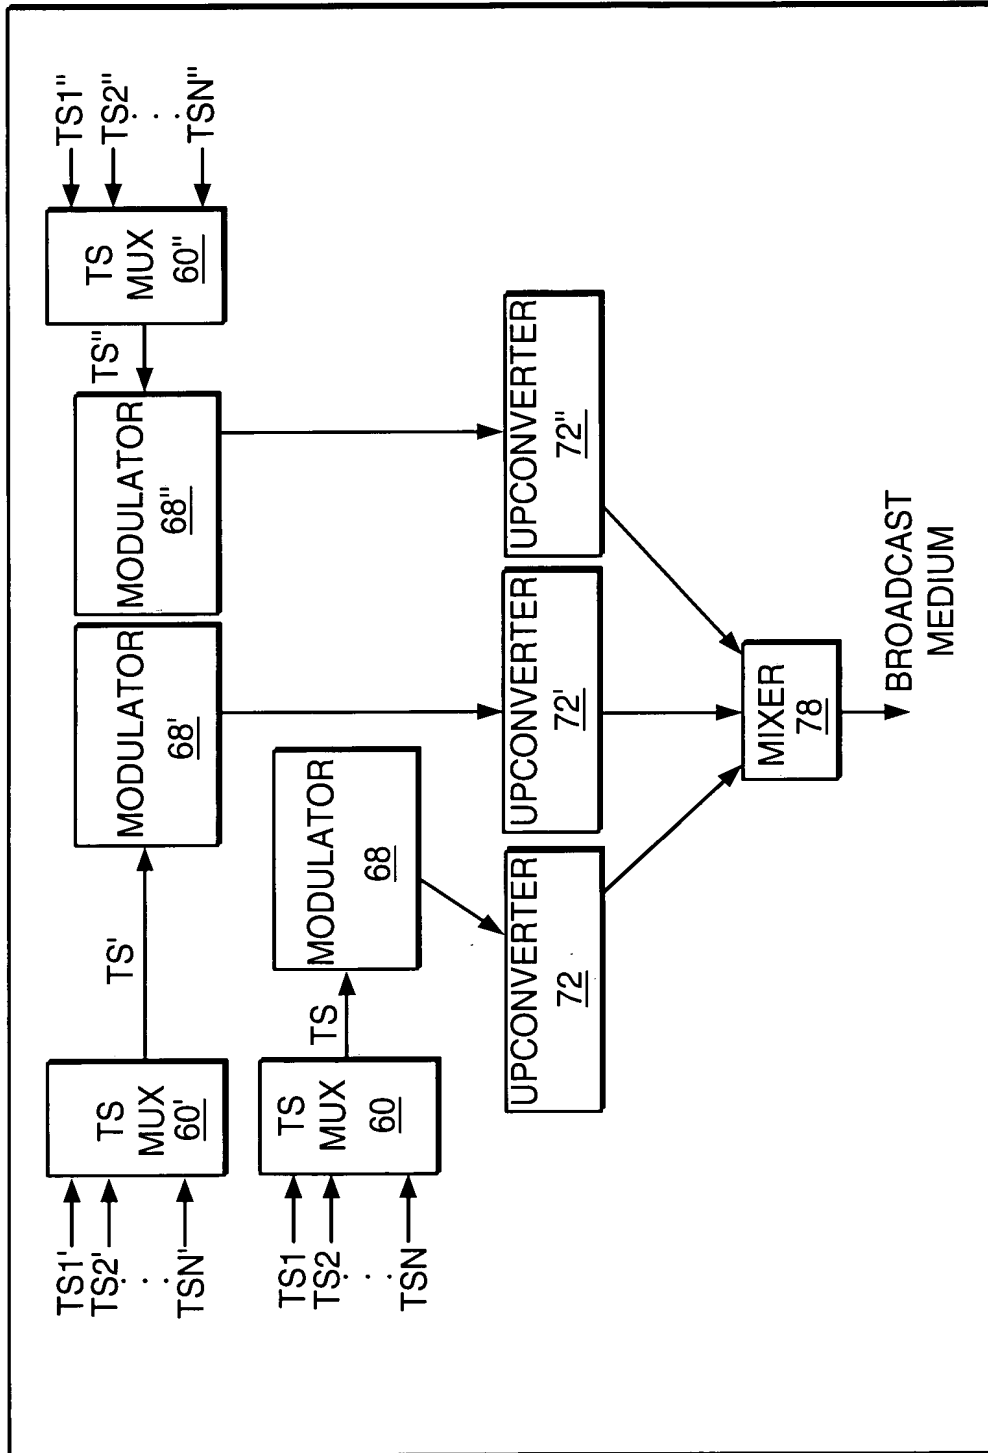 TS1'
TS2'
. . .
TSN'
TS
MUX
60'
TS'
MODULATOR
68'
MODULATOR
68"
TS"
TS
MUX
60"
TS1"
TS2"
. . .
TSN"
TS1
TS2
. . .
TSN
TS
MUX
60
TS
MODULATOR
68
UPCONVERTER
72
UPCONVERTER
72'
UPCONVERTER
72"
MIXER
78
BROADCAST
MEDIUM